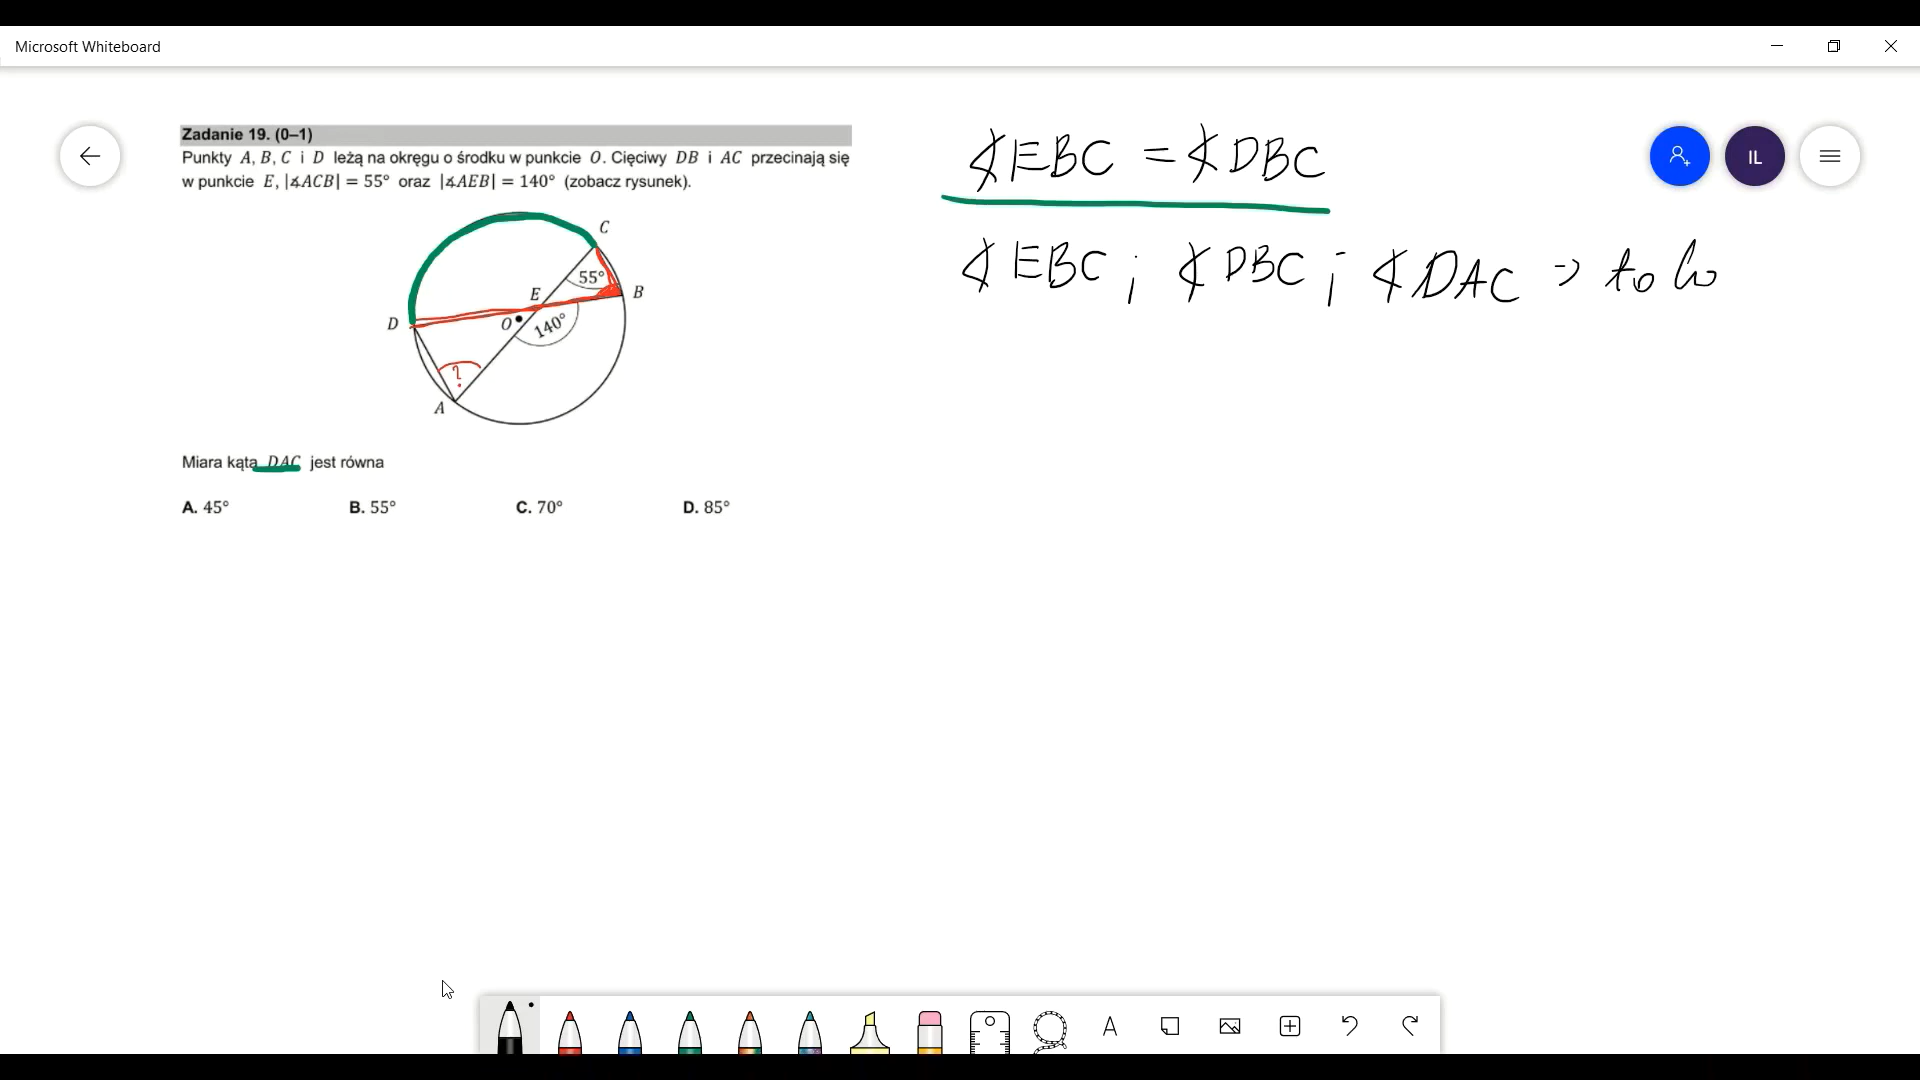 Microsoft Whiteboard
Zadanie 19. (0–1)
Punkty A, B, C i D leżą na okręgu o środku w punkcie O. Cięciwy DB i AC przecinają się
w punkcie E, |∡ACB| = 55° oraz |∡AEB| = 140° (zobacz rysunek).
C
55°
E
B
D
O
140°
?
A
Miara kąta DAC jest równa
A. 45° B. 55° C. 70° D. 85°
∢EBC = ∢DBC
∢EBC i ∢DBC i ∢DAC => to
IL
A